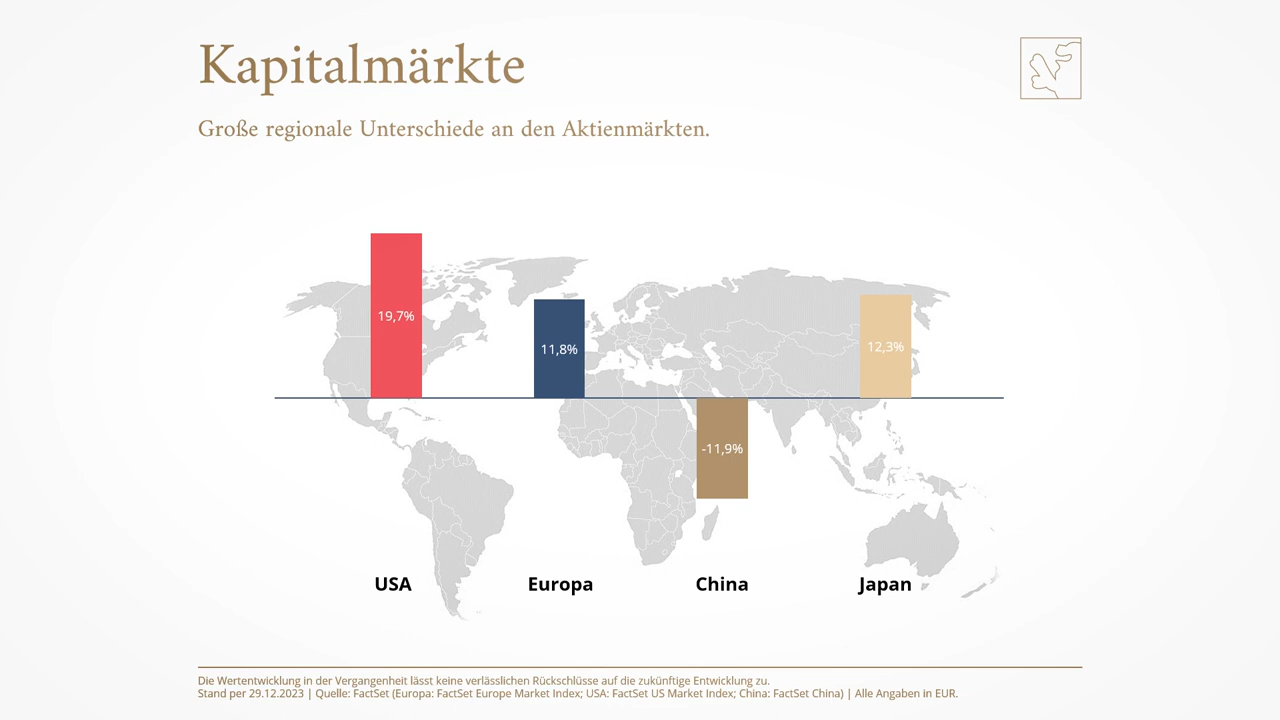 Kapitalmärkte
Große regionale Unterschiede an den Aktienmärkten.
19,7%
11,8%
12,3%
-11,9%
USA
Europa
China
Japan
Die Wertentwicklung in der Vergangenheit lässt keine verlässlichen Rückschlüsse auf die zukünftige Entwicklung zu.
Stand per 29.12.2023 | Quelle: FactSet (Europa: FactSet Europe Market Index; USA: FactSet US Market Index; China: FactSet China) | Alle Angaben in EUR.